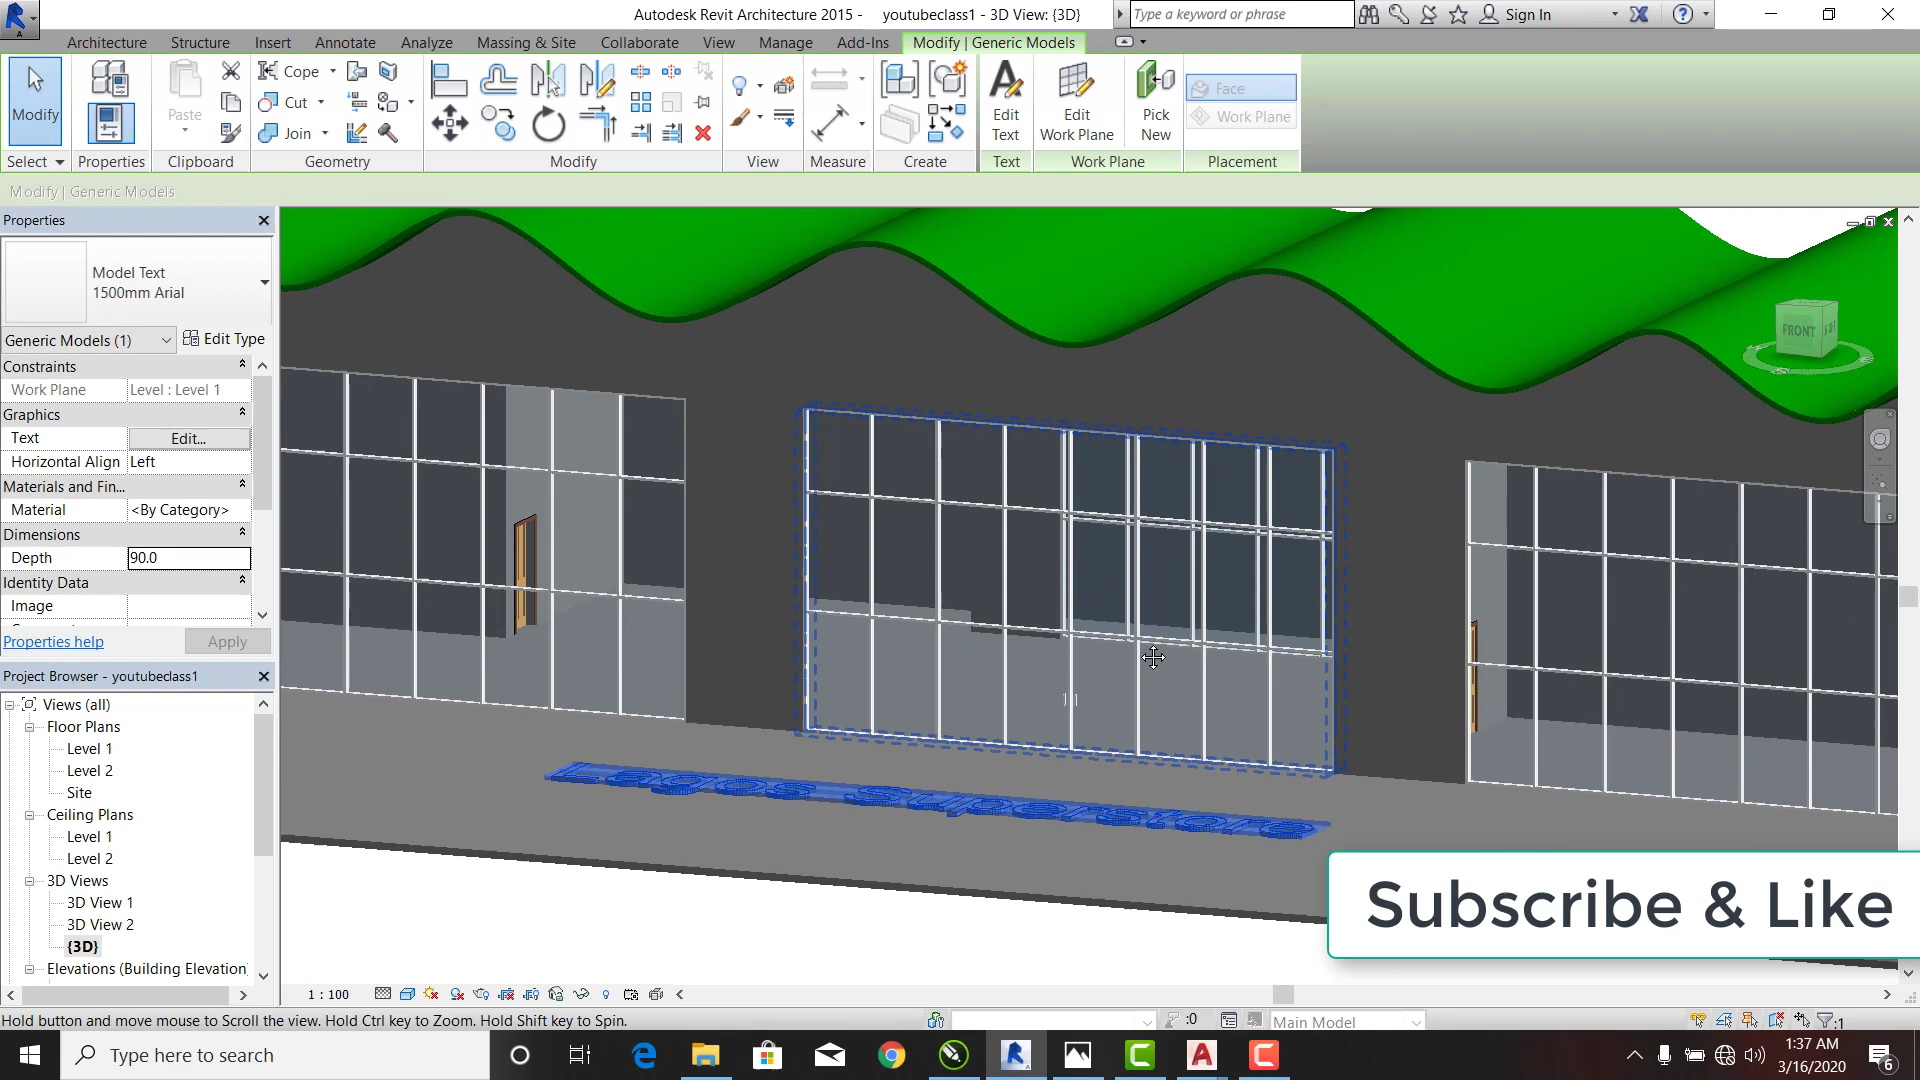 Autodesk Revit Architecture 2015 -    youtubeclass1 - 3D View: {3D}
Type a keyword or phrase
Sign In
Architecture Structure Insert Annotate Analyze Massing & Site Collaborate View Manage Add-Ins Modify | Generic Models
Modify
Paste
Cope
Cut
Join
Edit Text
Edit Work Plane
Pick New
Face
Work Plane
Select Properties Clipboard Geometry Modify View Measure Create Text Work Plane Placement
Modify | Generic Models
Properties
Model Text
1500mm Arial
Generic Models (1) Edit Type
Constraints
Work Plane Level : Level 1
Graphics
Text Edit...
Horizontal Align Left
Materials and Fin...
Material <By Category>
Dimensions
Depth 90.0
Identity Data
Image
Properties help Apply
Project Browser - youtubeclass1
Views (all)
Floor Plans
Level 1
Level 2
Site
Ceiling Plans
Level 1
Level 2
3D Views
3D View 1
3D View 2
{3D}
Elevations (Building Elevation)
FRONT
Lagos Superstore
Subscribe & Like
1 : 100
Hold button and move mouse to Scroll the view. Hold Ctrl key to Zoom. Hold Shift key to Spin.
:0
Main Model
:1
Type here to search
1:37 AM
3/16/2020
6